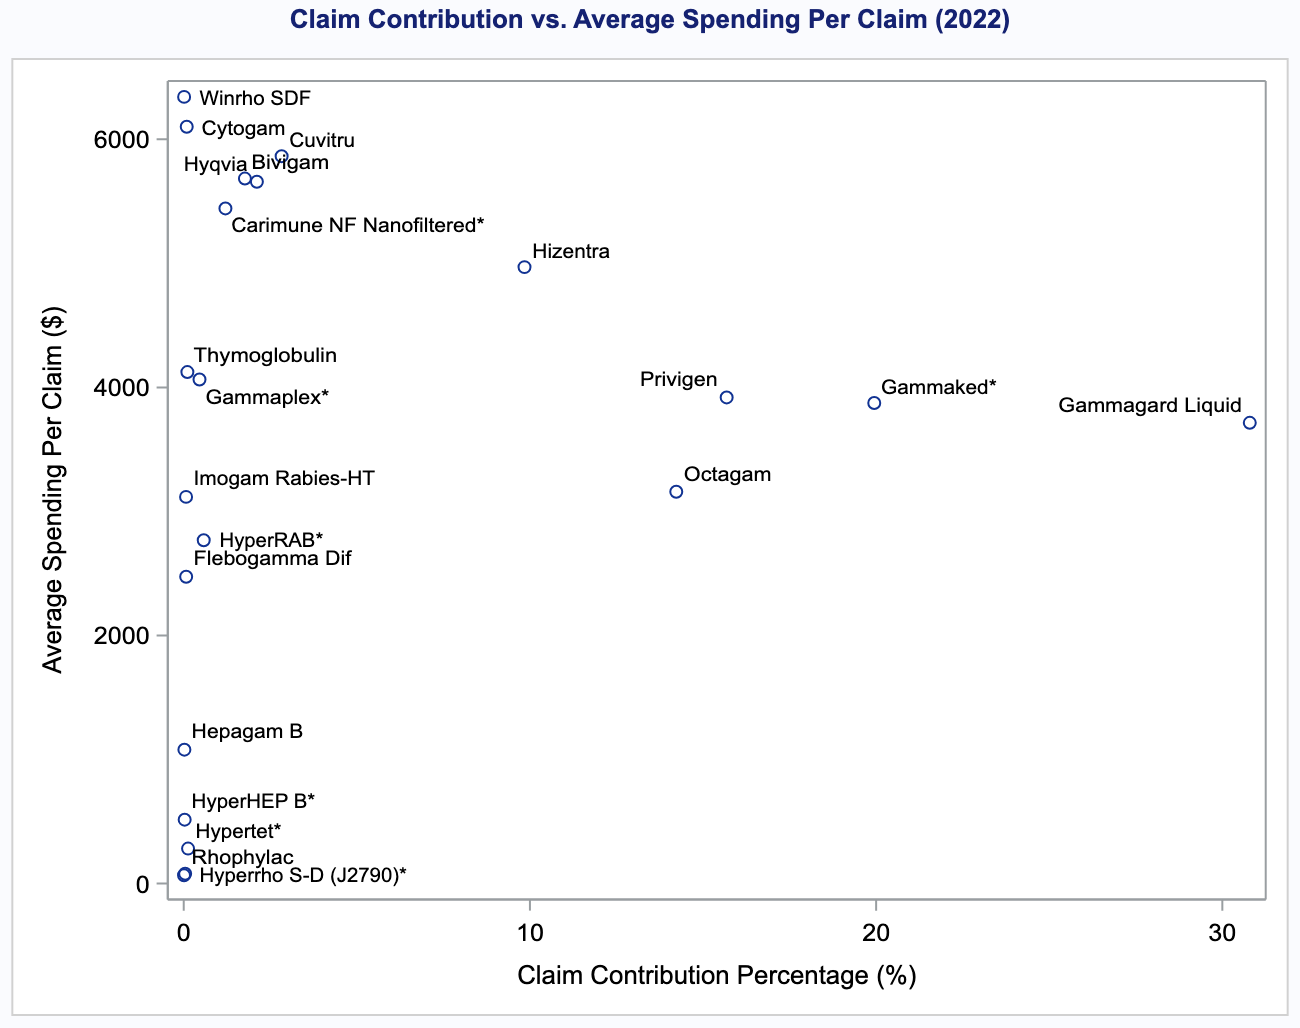 Claim Contribution vs. Average Spending Per Claim (2022)
Winrho SDF
6000
Cytogam
Cuvitru
Hyqvia
Bivigam
Carimune NF Nanofiltered*
Hizentra
Thymoglobulin
4000
Gammaplex*
Privigen
Gammaked*
Gammagard Liquid
Imogam Rabies-HT
Octagam
HyperRAB*
Flebogamma Dif
2000
Hepagam B
HyperHEP B*
Hypertet*
Rhophylac
Hyperrho S-D (J2790)*
0
Average Spending Per Claim ($)
0 10 20 30
Claim Contribution Percentage (%)